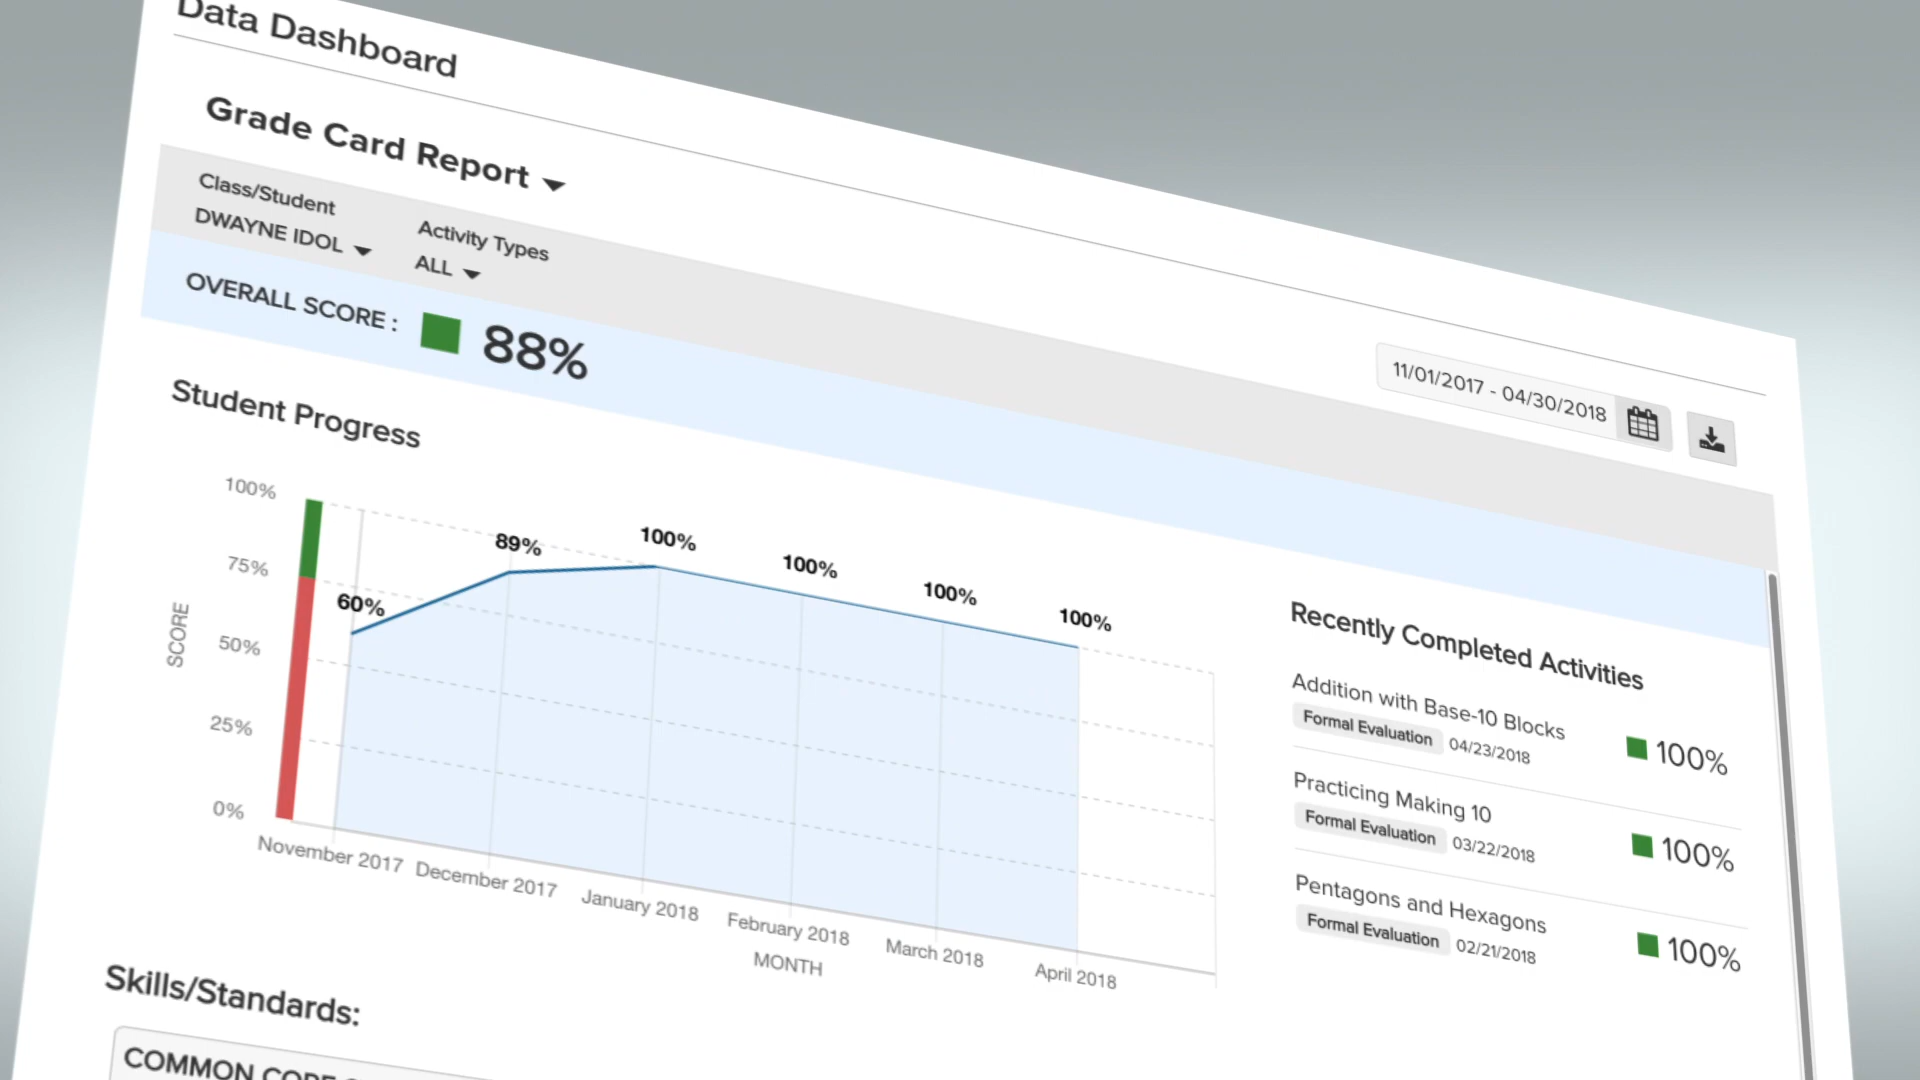 Data Dashboard
Grade Card Report
Class/Student
DWAYNE IDOL
Activity Types
ALL
11/01/2017 - 04/30/2018
OVERALL SCORE :
88%
Student Progress
100%
75%
50%
25%
0%
SCORE
60%
89%
100%
100%
100%
100%
November 2017
December 2017
January 2018
February 2018
March 2018
April 2018
MONTH
Recently Completed Activities
Addition with Base-10 Blocks
Formal Evaluation 04/23/2018
100%
Practicing Making 10
Formal Evaluation 03/22/2018
100%
Pentagons and Hexagons
Formal Evaluation 02/21/2018
100%
Skills/Standards:
COMMON CORE